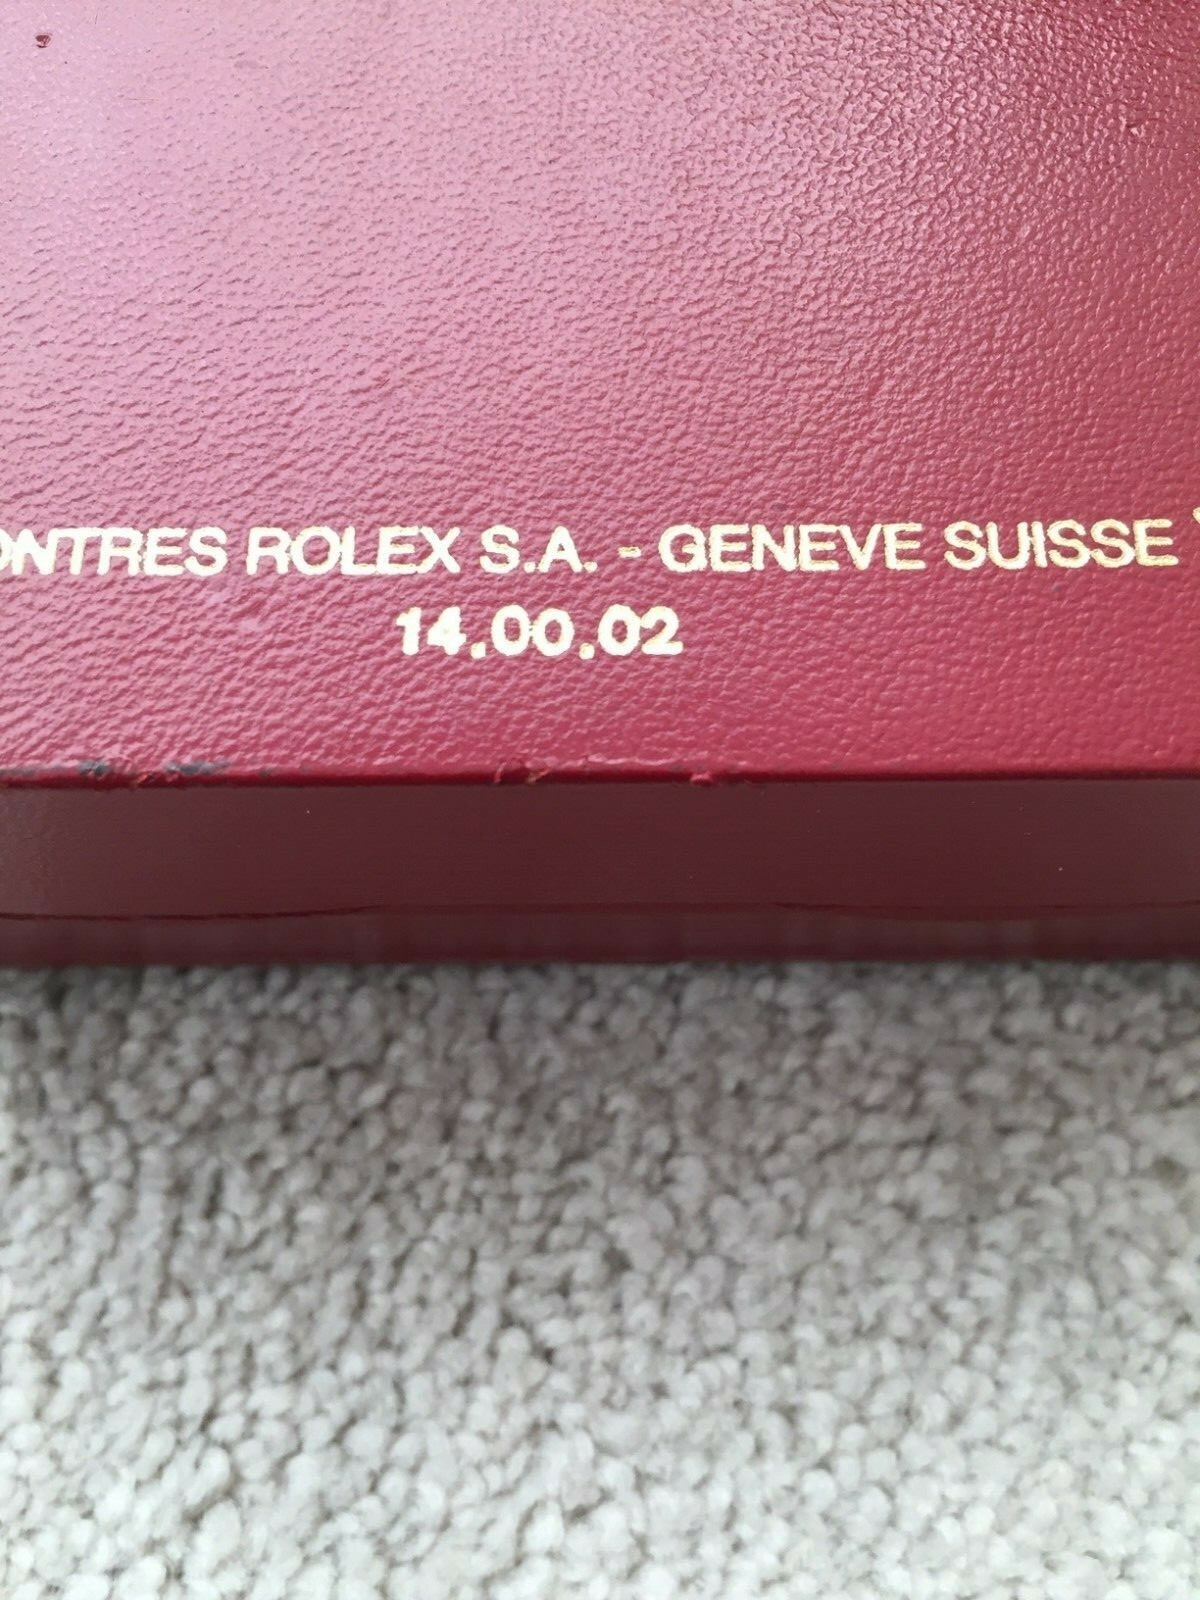 ONTRES ROLEX S.A. - GENEVE SUISSE
14.00.02